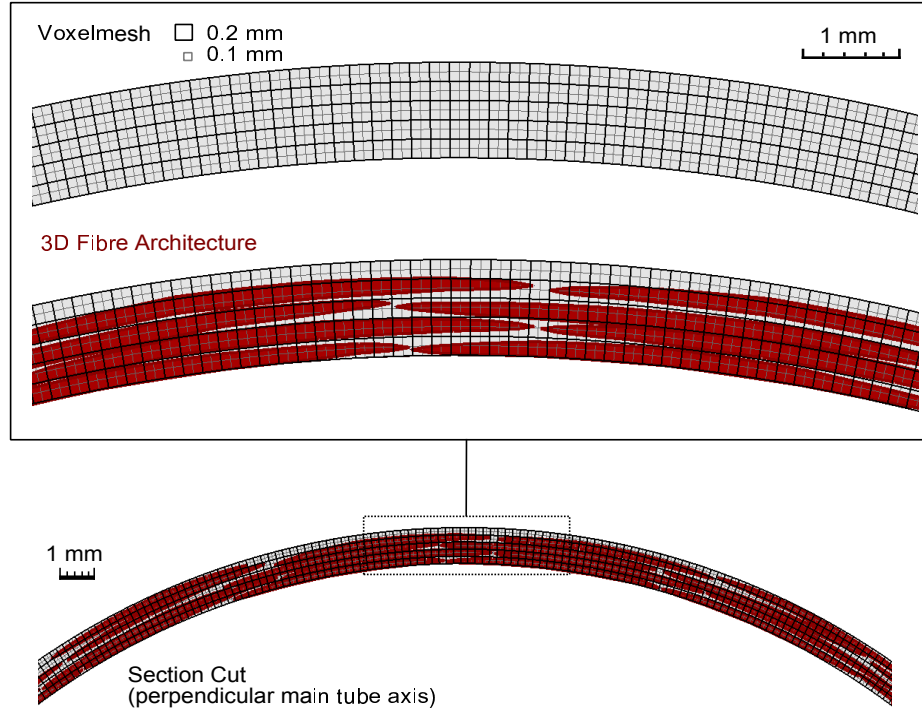 Voxelmesh 0.2 mm
0.1 mm
1 mm
3D Fibre Architecture
1 mm
Section Cut
(perpendicular main tube axis)